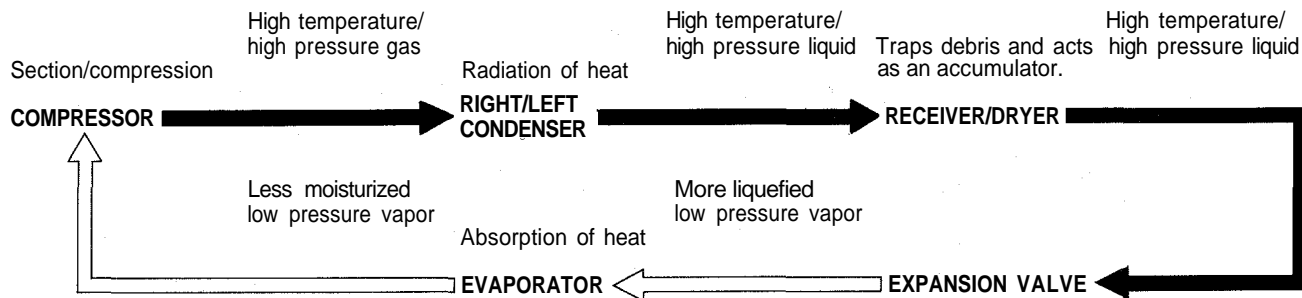 High temperature/
high pressure gas
High temperature/
high pressure liquid
Traps debris and acts
as an accumulator.
High temperature/
high pressure liquid
Section/compression
Radiation of heat
COMPRESSOR
RIGHT/LEFT
CONDENSER
RECEIVER/DRYER
Less moisturized
low pressure vapor
More liquefied
low pressure vapor
Absorption of heat
EVAPORATOR
EXPANSION VALVE